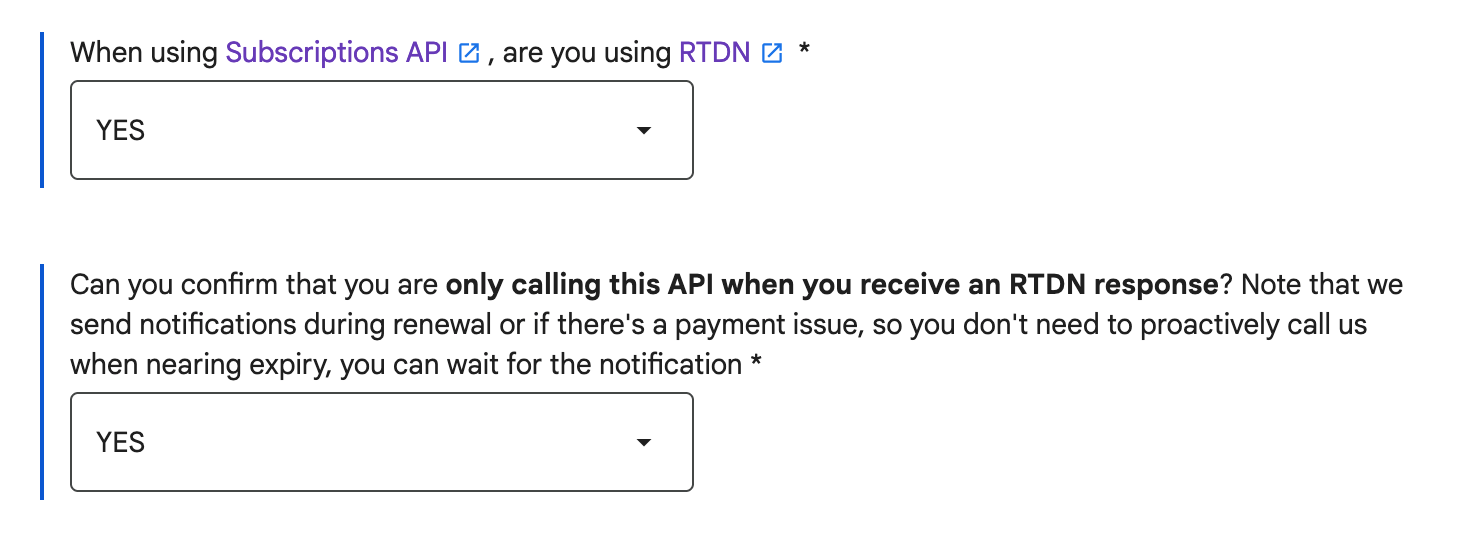 When using Subscriptions API , are you using RTDN *
YES
Can you confirm that you are only calling this API when you receive an RTDN response? Note that we
send notifications during renewal or if there's a payment issue, so you don't need to proactively call us
when nearing expiry, you can wait for the notification *
YES